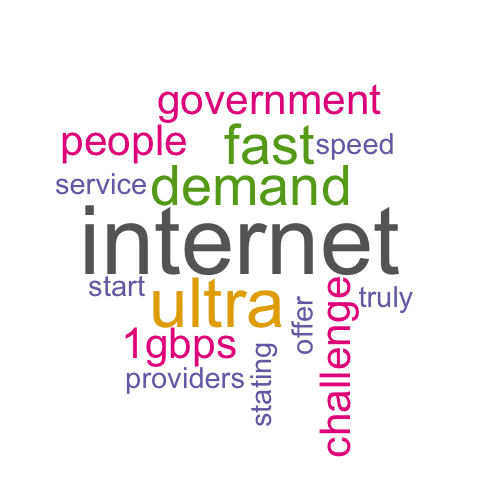 government
people fast speed
service demand
internet
start ultra offer truly
1gbps challenge
providers stating